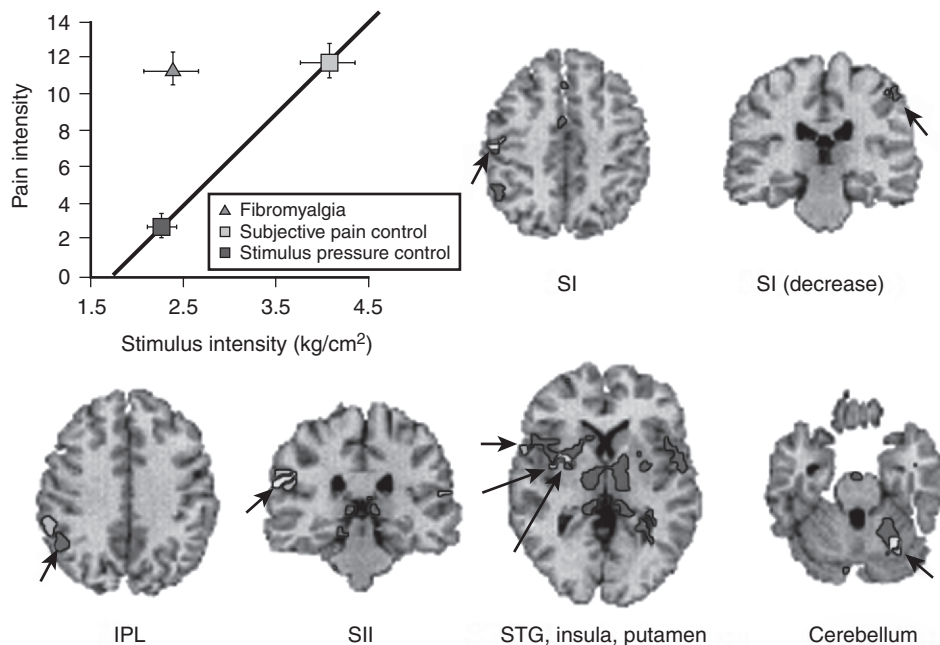 14
12
10
8
6
4
2
0
Pain intensity
1.5
2.5
3.5
4.5
Stimulus intensity (kg/cm²)
Fibromyalgia
Subjective pain control
Stimulus pressure control
SI
SI (decrease)
IPL
SII
STG, insula, putamen
Cerebellum